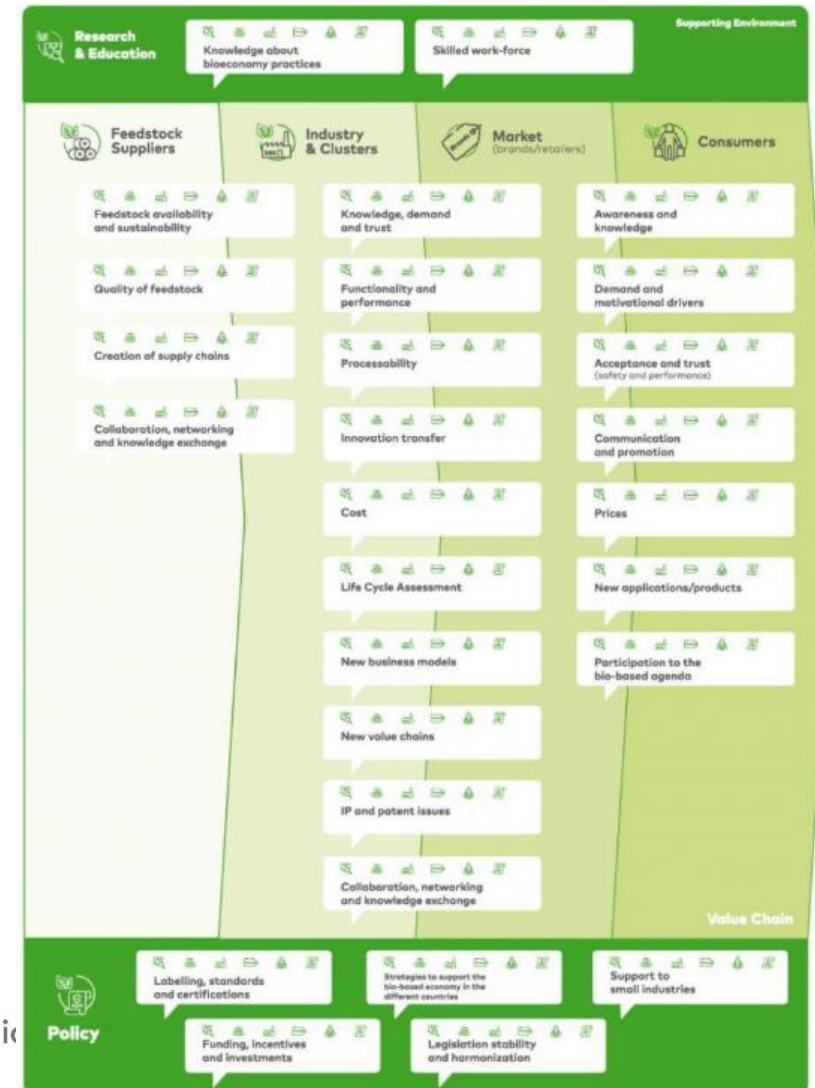 Supporting Environment
Research
& Education
Knowledge about
bioeconomy practices
Skilled work-force
Feedstock
Suppliers
Industry
& Clusters
Market
(brands/retailers)
Consumers
Feedstock availability
and sustainability
Quality of feedstock
Creation of supply chains
Collaboration, networking
and knowledge exchange
Knowledge, demand
and trust
Functionality and
performance
Processability
Innovation transfer
Cost
Life Cycle Assessment
New business models
New value chains
IP and patent issues
Collaboration, networking
and knowledge exchange
Awareness and
knowledge
Demand and
motivational drivers
Acceptance and trust
(safety and performance)
Communication
and promotion
Prices
New applications/products
Participation to the
bio-based agenda
Value Chain
Policy
Labelling, standards
and certifications
Strategies to support the
bio-based economy in the
different countries
Support to
small industries
Funding, incentives
and investments
Legislation stability
and harmonization